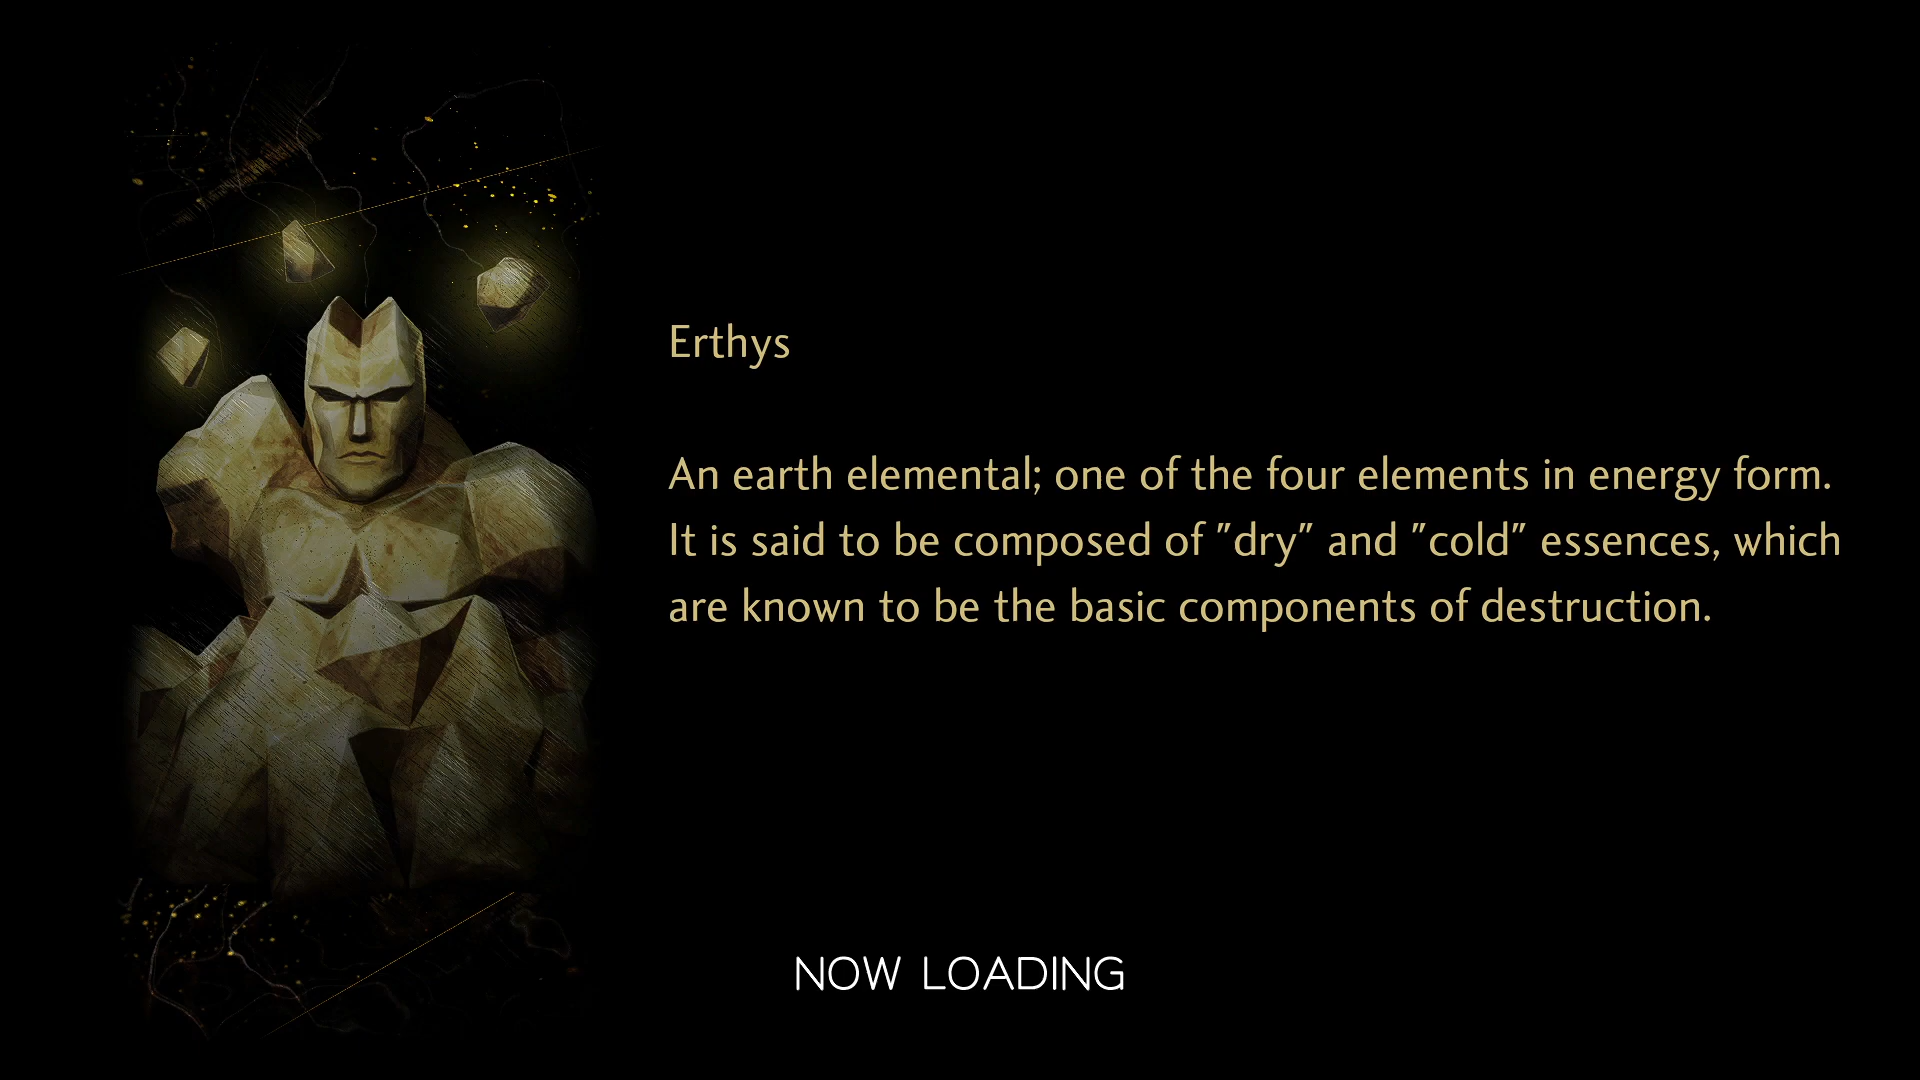 Erthys
An earth elemental; one of the four elements in energy form.
It is said to be composed of "dry" and "cold" essences, which
are known to be the basic components of destruction.
NOW LOADING